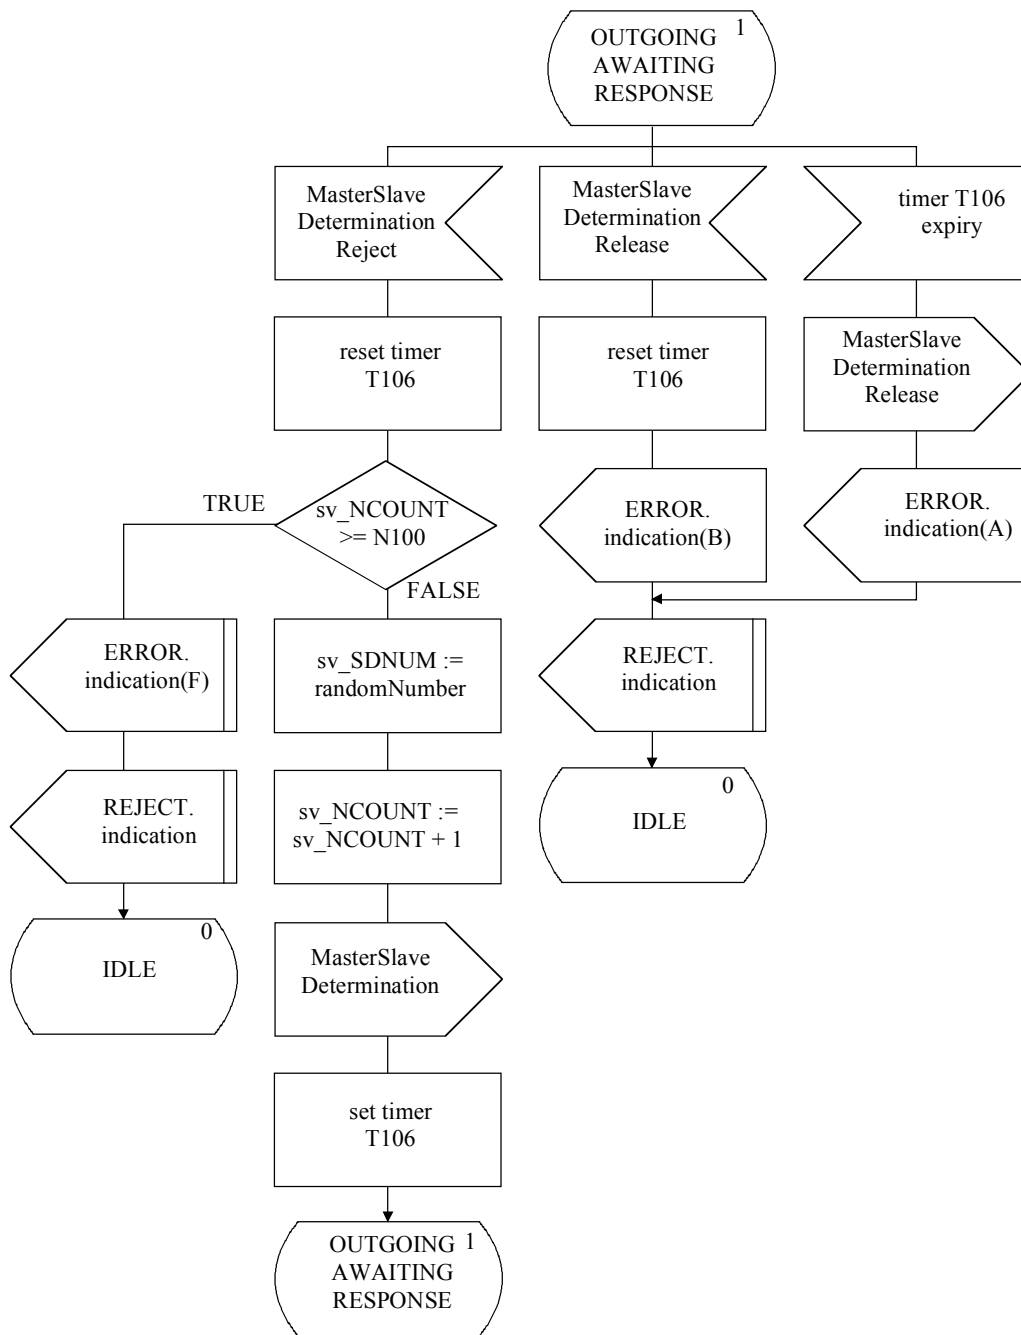 OUTGOING 1
AWAITING
RESPONSE
MasterSlave
Determination
Reject
MasterSlave
Determination
Release
timer T106
expiry
reset timer
T106
reset timer
T106
MasterSlave
Determination
Release
TRUE
sv_NCOUNT
>= N100
FALSE
ERROR.
indication(B)
ERROR.
indication(A)
ERROR.
indication(F)
sv_SDNUM :=
randomNumber
REJECT.
indication
REJECT.
indication
sv_NCOUNT :=
sv_NCOUNT + 1
0
IDLE
0
IDLE
MasterSlave
Determination
set timer
T106
OUTGOING 1
AWAITING
RESPONSE